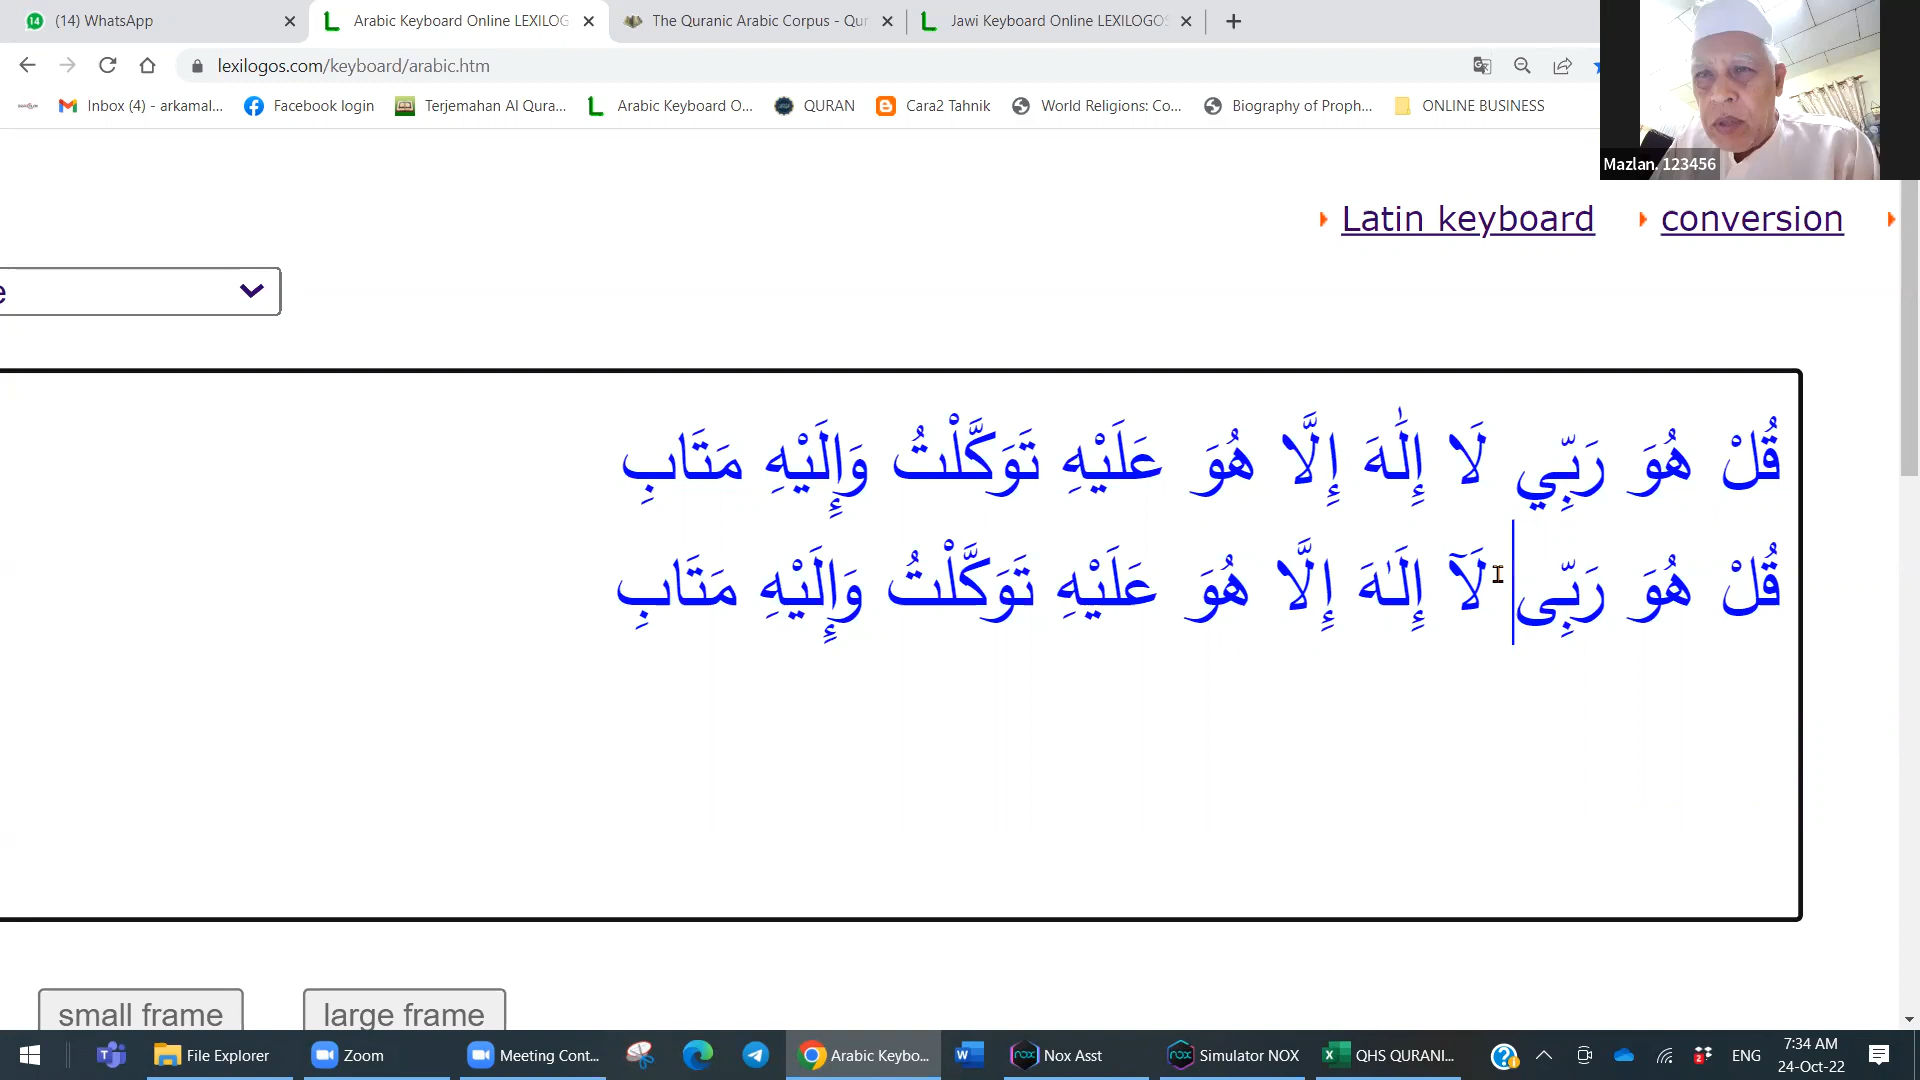 (14) WhatsApp
Arabic Keyboard Online LEXILOG
The Quranic Arabic Corpus - Qur
Jawi Keyboard Online LEXILOGOS
lexilogos.com/keyboard/arabic.htm
Inbox (4) - arkamal...
Facebook login
Terjemahan Al Qura...
Arabic Keyboard O...
QURAN
Cara2 Tahnik
World Religions: Co...
Biography of Proph...
ONLINE BUSINESS
Mazlan. 123456
Latin keyboard
conversion
e
قُلْ هُوَ رَبِّي لَا إِلَٰهَ إِلَّا هُوَ عَلَيْهِ تَوَكَّلْتُ وَإِلَيْهِ مَتَابِ
قُلْ هُوَ رَبِّى لَآ إِلَـٰهَ إِلَّا هُوَ عَلَيْهِ تَوَكَّلْتُ وَإِلَيْهِ مَتَابِ
small frame
large frame
File Explorer
Zoom
Meeting Cont...
Arabic Keybo...
Nox Asst
Simulator NOX
QHS QURANI...
ENG
7:34 AM
24-Oct-22